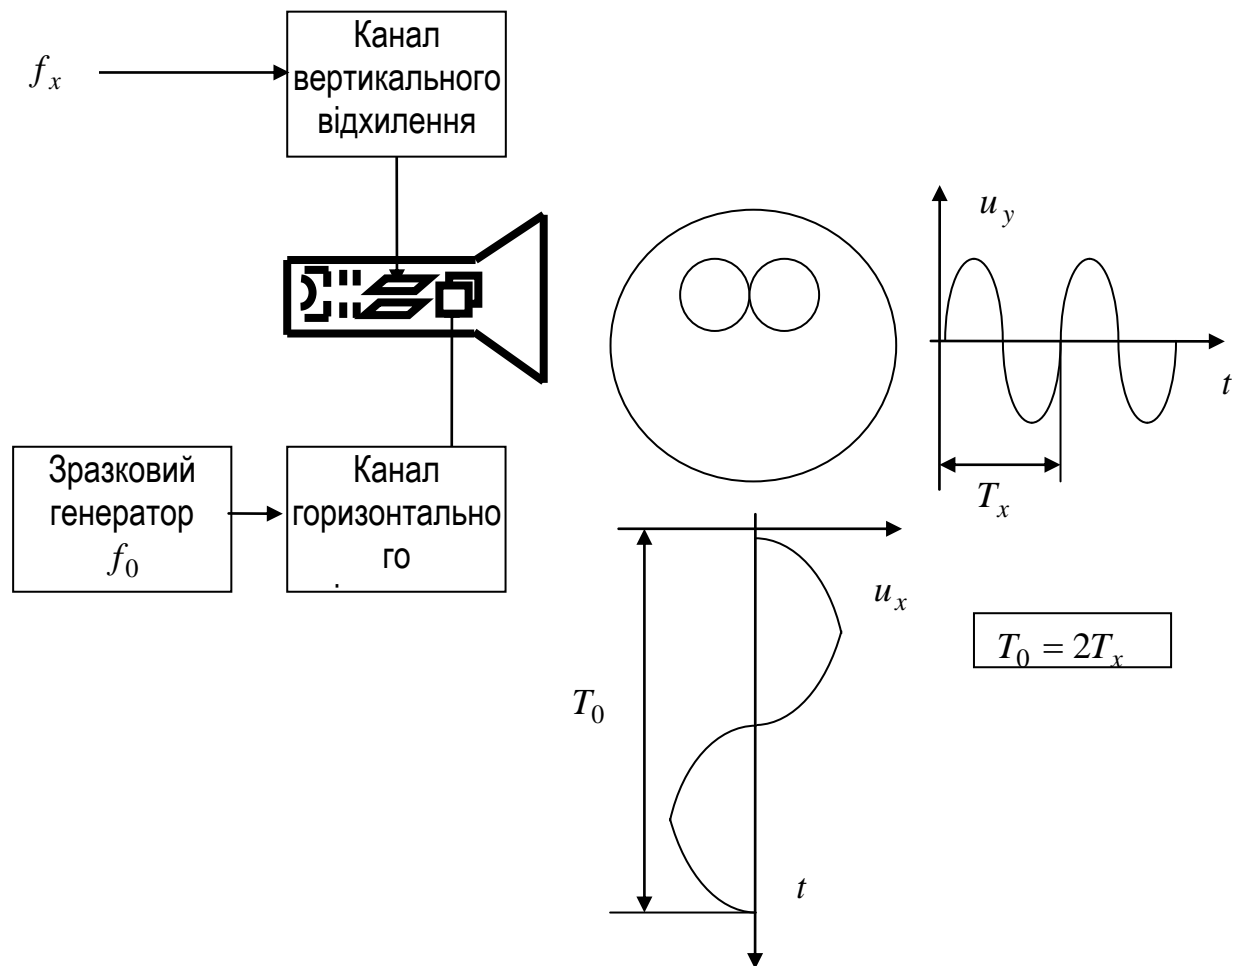 Канал
вертикального
відхилення
f_x
u_y
t
T_x
Зразковий
генератор
f_0
Канал
горизонтально
го
u_x
T_0 = 2T_x
T_0
t